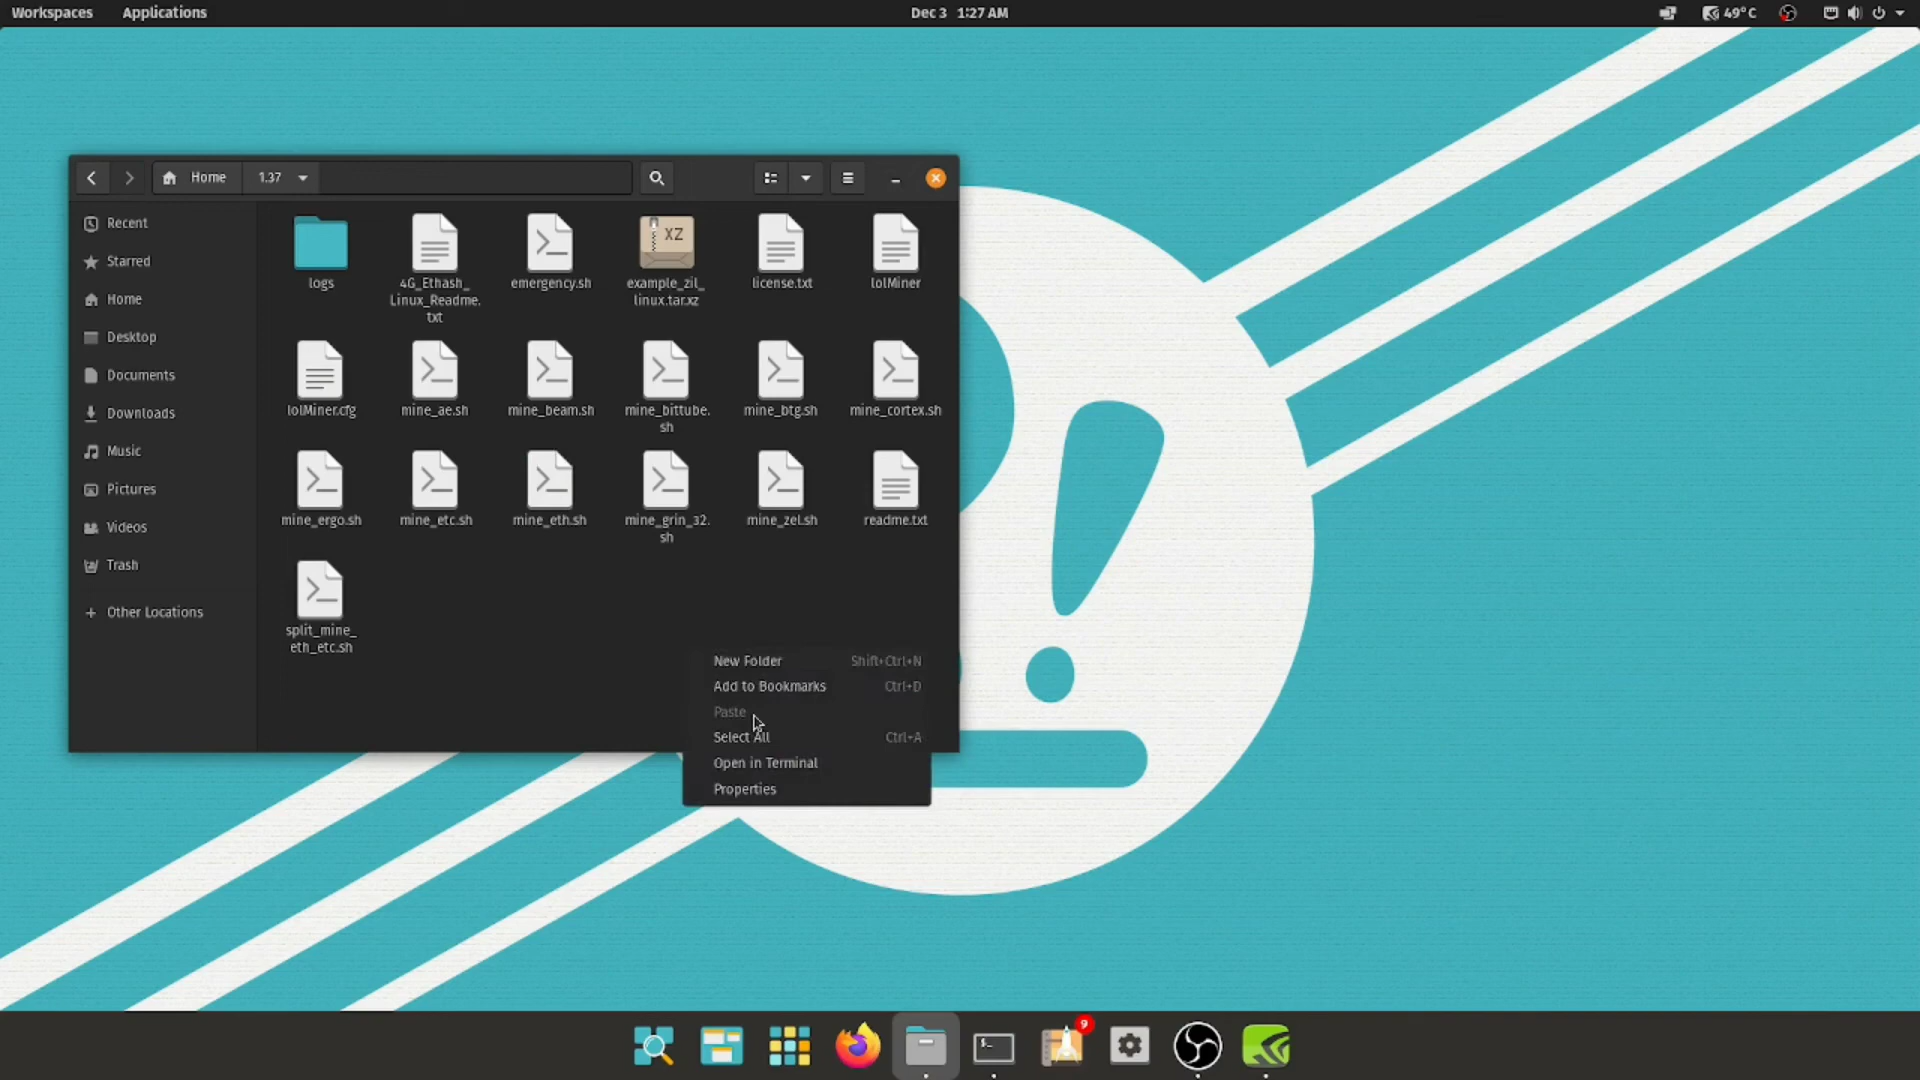 Workspaces Applications Dec 3 1:27 AM 49°C
Home 1.37
Recent
Starred
Home
Desktop
Documents
Downloads
Music
Pictures
Videos
Trash
+ Other Locations
logs
4G_Ethash_
Linux_Readme.
txt
emergency.sh
example_zil_
linux.tar.xz
XZ
license.txt
lolMiner
lolMiner.cfg
mine_ae.sh
mine_beam.sh
mine_bittube.
sh
mine_btg.sh
mine_cortex.sh
mine_ergo.sh
mine_etc.sh
mine_eth.sh
mine_grin_32.
sh
mine_zel.sh
readme.txt
split_mine_
eth_etc.sh
New Folder Shift+Ctrl+N
Add to Bookmarks Ctrl+D
Paste
Select All Ctrl+A
Open in Terminal
Properties
9